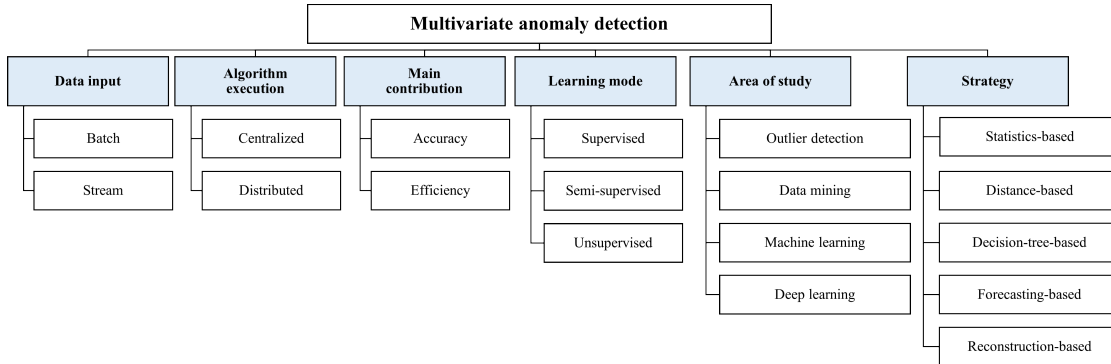 Multivariate anomaly detection
Data input
Batch
Stream
Algorithm
execution
Centralized
Distributed
Main
contribution
Accuracy
Efficiency
Learning mode
Supervised
Semi-supervised
Unsupervised
Area of study
Outlier detection
Data mining
Machine learning
Deep learning
Strategy
Statistics-based
Distance-based
Decision-tree-based
Forecasting-based
Reconstruction-based